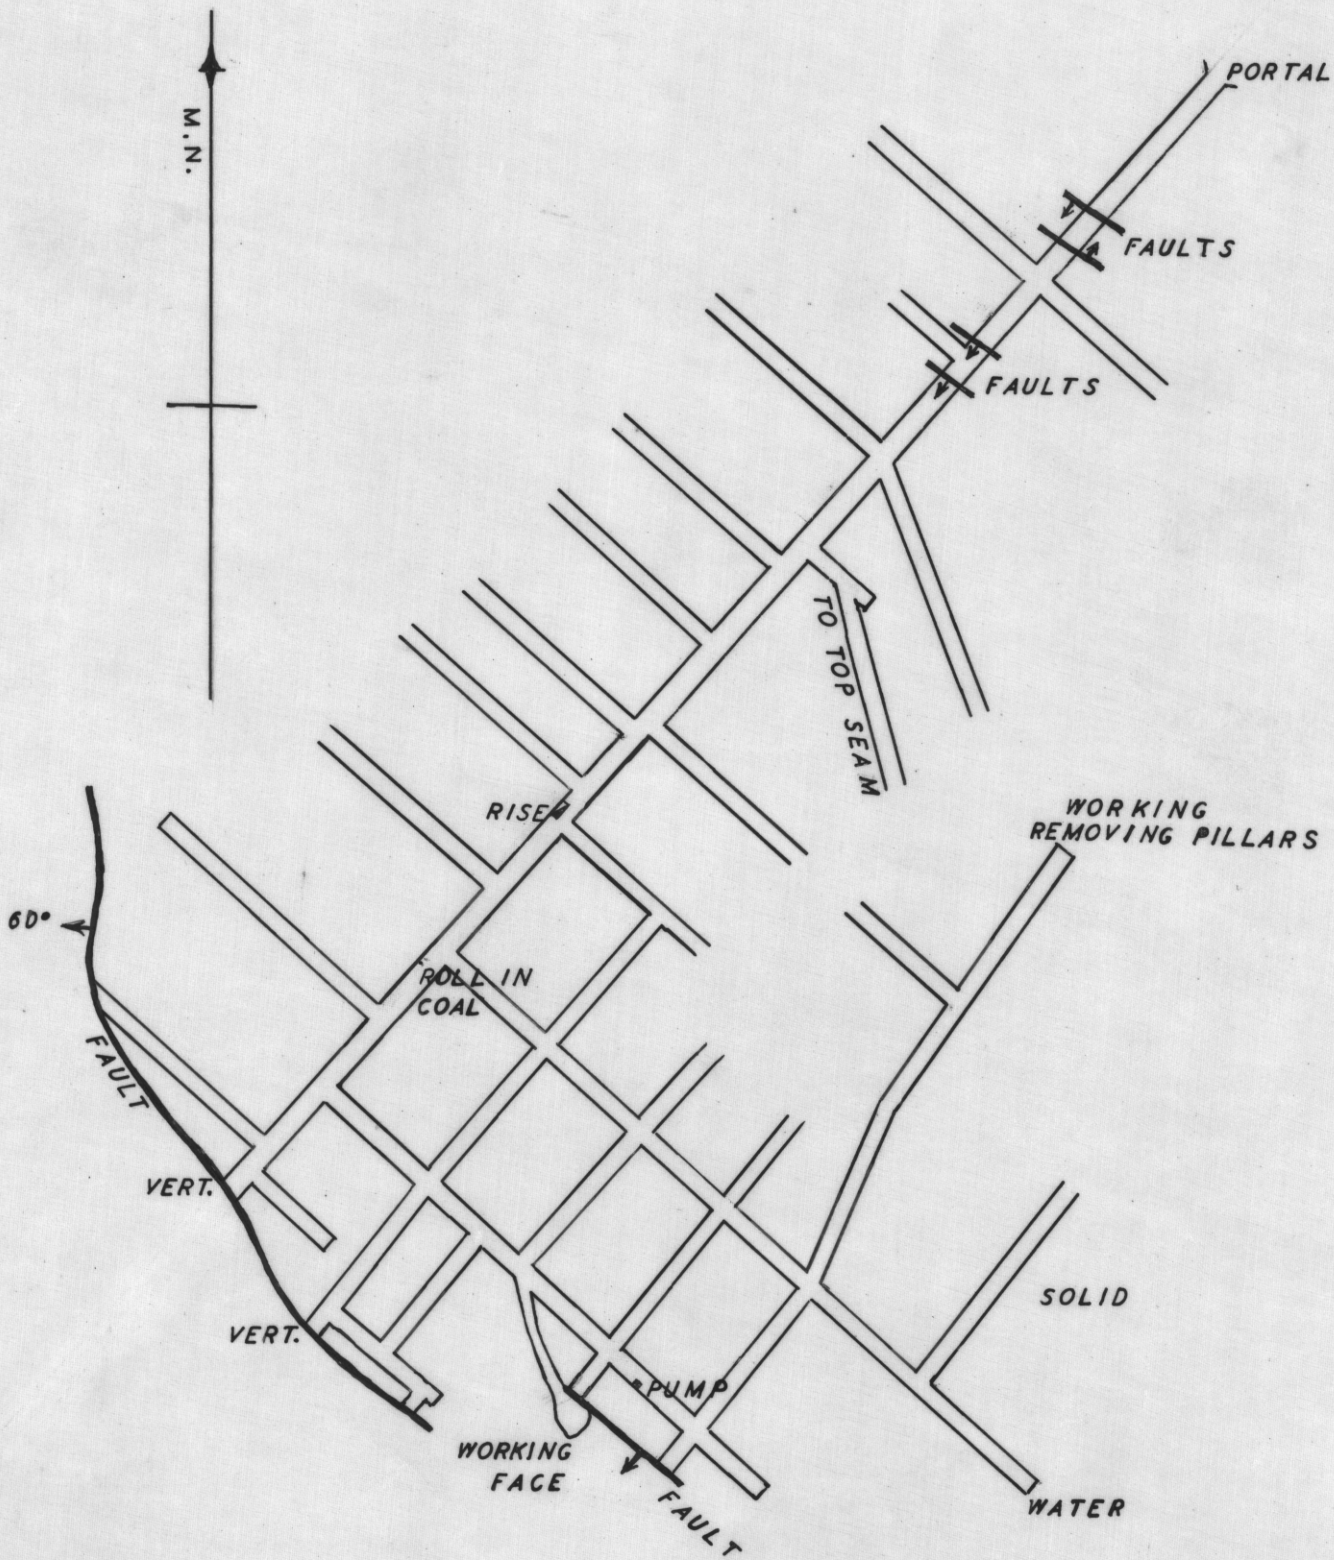 PORTAL
M.N.
FAULTS
FAULTS
TO TOP SEAM
RISE
WORKING
REMOVING PILLARS
60°
ROLL IN
COAL
FAULT
VERT.
SOLID
VERT.
PUMP
WORKING
FACE
WATER
FAULT